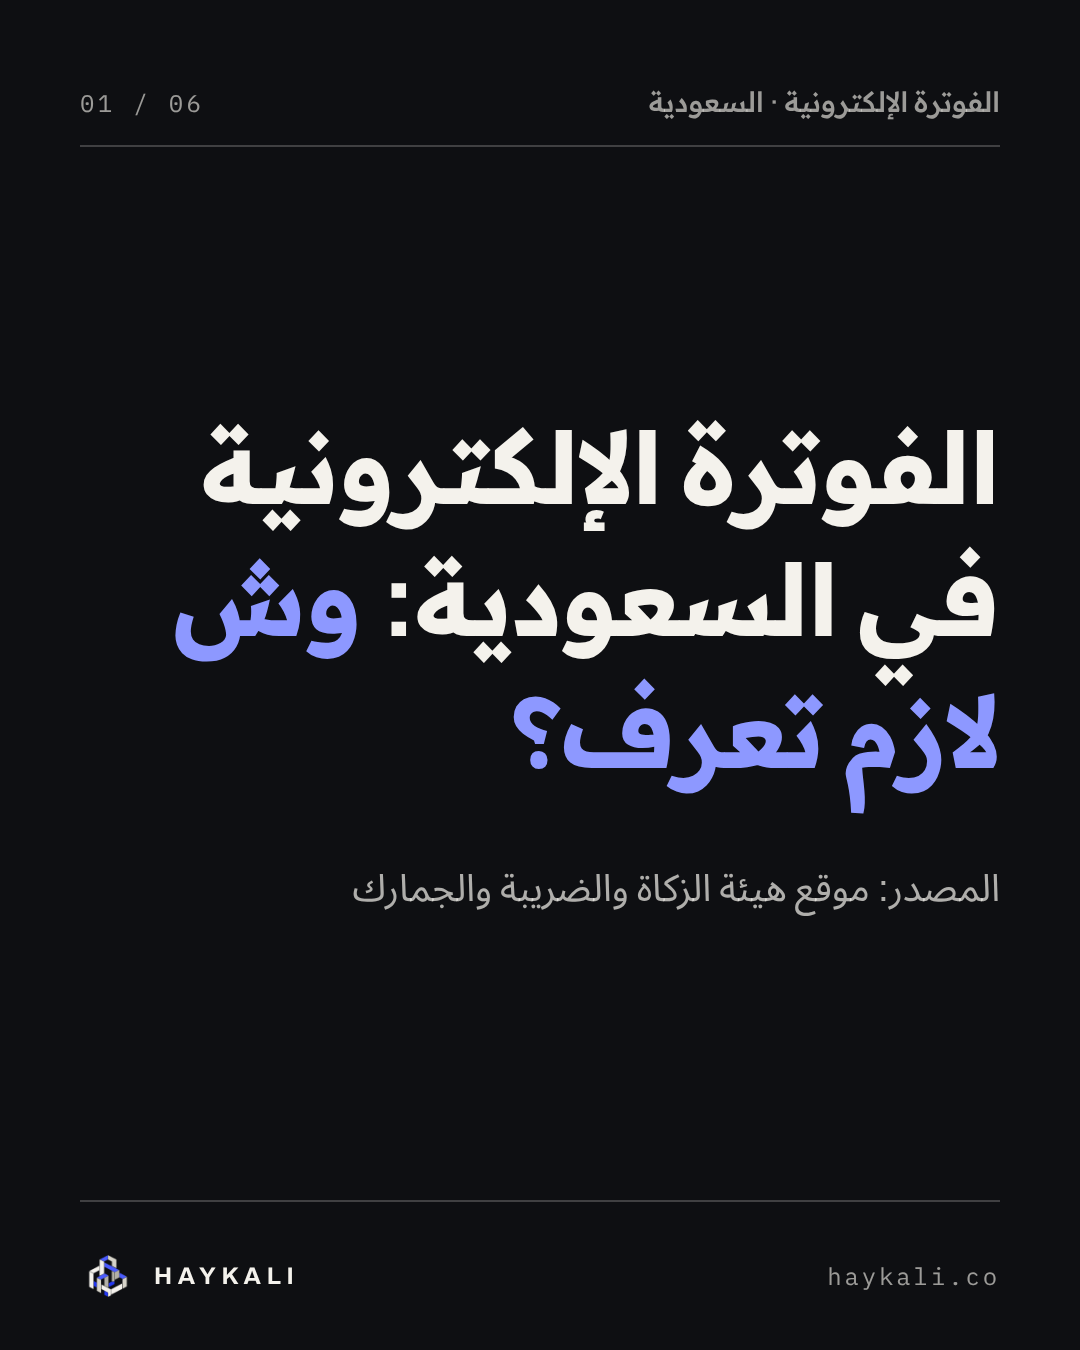 الفوترة الإلكترونية · السعودية
01 / 06
الفوترة الإلكترونية
في السعودية: وش
لازم تعرف؟
المصدر: موقع هيئة الزكاة والضريبة والجمارك
HAYKALI
haykali.co